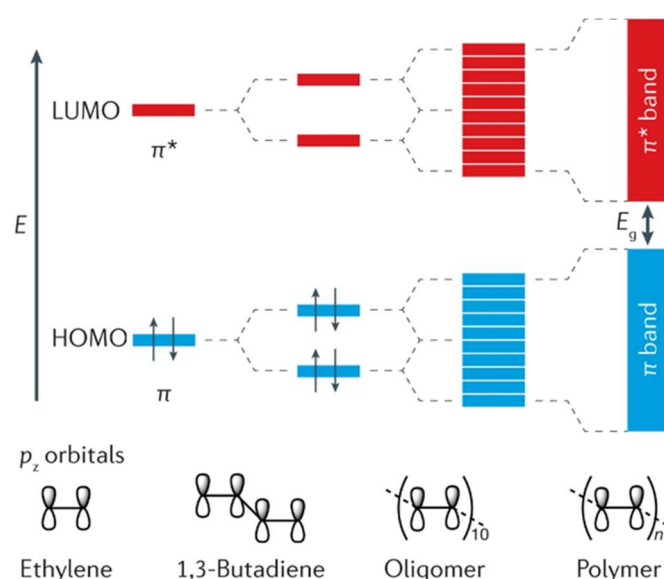 E
LUMO
π*
HOMO
π
π* band
E_g
π band
p_z orbitals
10
n
Ethylene
1,3-Butadiene
Oligomer
Polymer